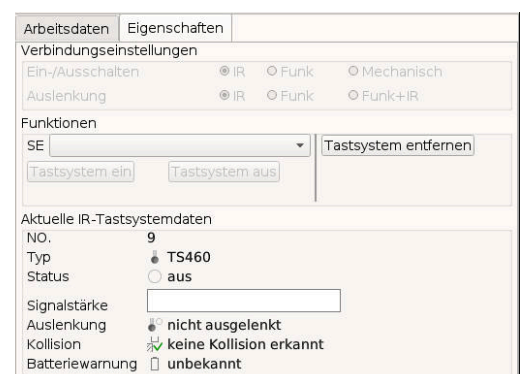 Arbeitsdaten Eigenschaften
Verbindungseinstellungen
Ein-/Ausschalten IR Funk Mechanisch
Auslenkung IR Funk Funk+IR
Funktionen
SE Tastsystem entfernen
Tastsystem ein Tastsystem aus
Aktuelle IR-Tastsystemdaten
NO. 9
Typ TS460
Status aus
Signalstärke
Auslenkung nicht ausgelenkt
Kollision keine Kollision erkannt
Batteriewarnung unbekannt